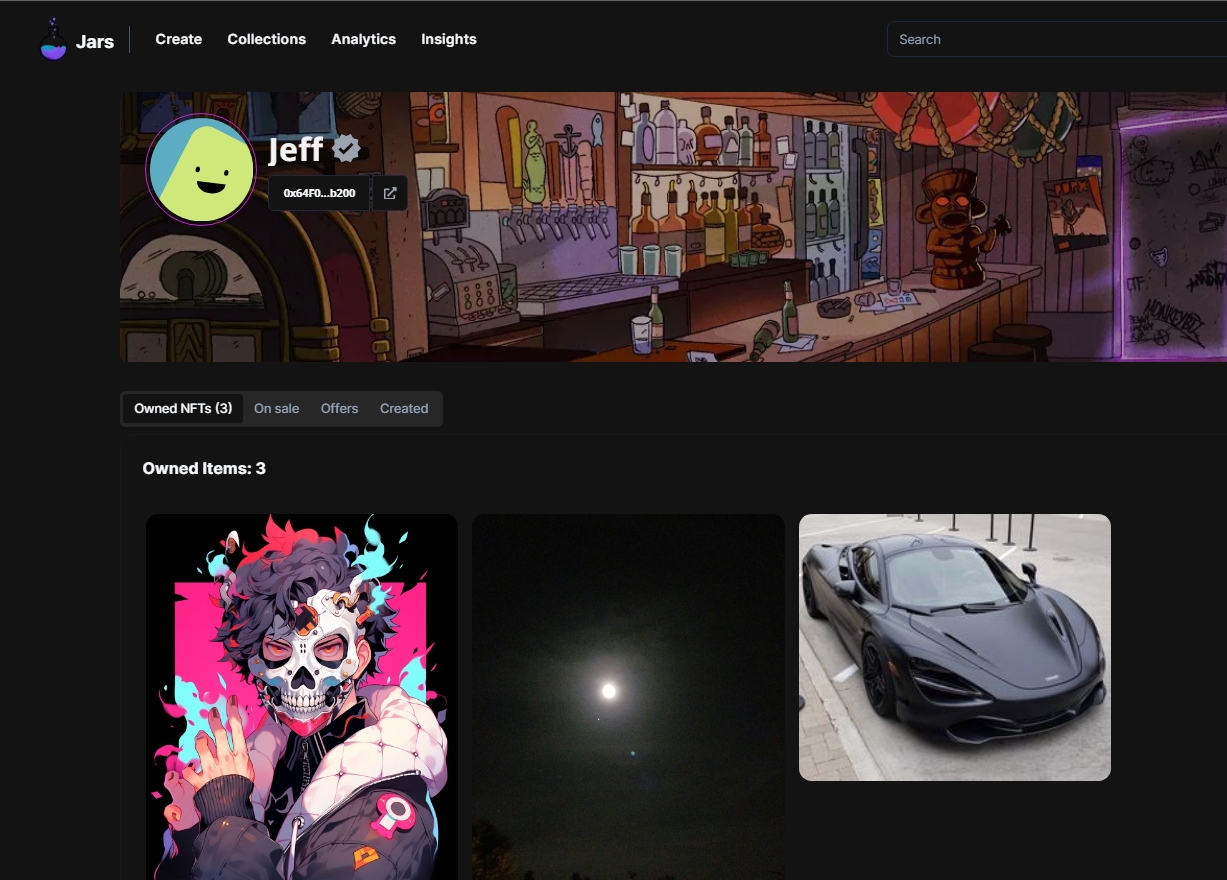 Jars
Create
Collections
Analytics
Insights
Search
Jeff
0x64F0...b200
Owned NFTs (3)
On sale
Offers
Created
Owned Items: 3